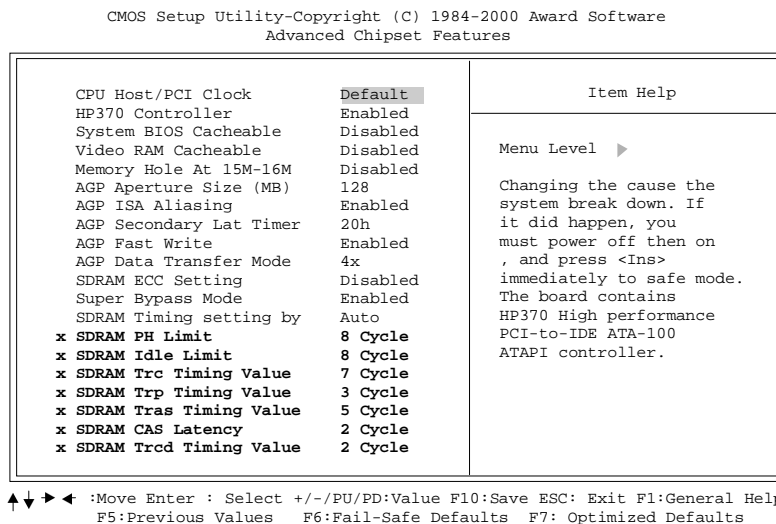 CMOS Setup Utility-Copyright (C) 1984-2000 Award Software
Advanced Chipset Features
CPU Host/PCI Clock Default
HP370 Controller Enabled
System BIOS Cacheable Disabled
Video RAM Cacheable Disabled
Memory Hole At 15M-16M Disabled
AGP Aperture Size (MB) 128
AGP ISA Aliasing Enabled
AGP Secondary Lat Timer 20h
AGP Fast Write Enabled
AGP Data Transfer Mode 4x
SDRAM ECC Setting Disabled
Super Bypass Mode Enabled
SDRAM Timing setting by Auto
x SDRAM PH Limit 8 Cycle
x SDRAM Idle Limit 8 Cycle
x SDRAM Trc Timing Value 7 Cycle
x SDRAM Trp Timing Value 3 Cycle
x SDRAM Tras Timing Value 5 Cycle
x SDRAM CAS Latency 2 Cycle
x SDRAM Trcd Timing Value 2 Cycle
Item Help
Menu Level
Changing the cause the
system break down. If
it did happen, you
must power off then on
, and press <Ins>
immediately to safe mode.
The board contains
HP370 High performance
PCI-to-IDE ATA-100
ATAPI controller.
:Move Enter : Select +/-/PU/PD:Value F10:Save ESC: Exit F1:General Help
F5:Previous Values F6:Fail-Safe Defaults F7: Optimized Defaults